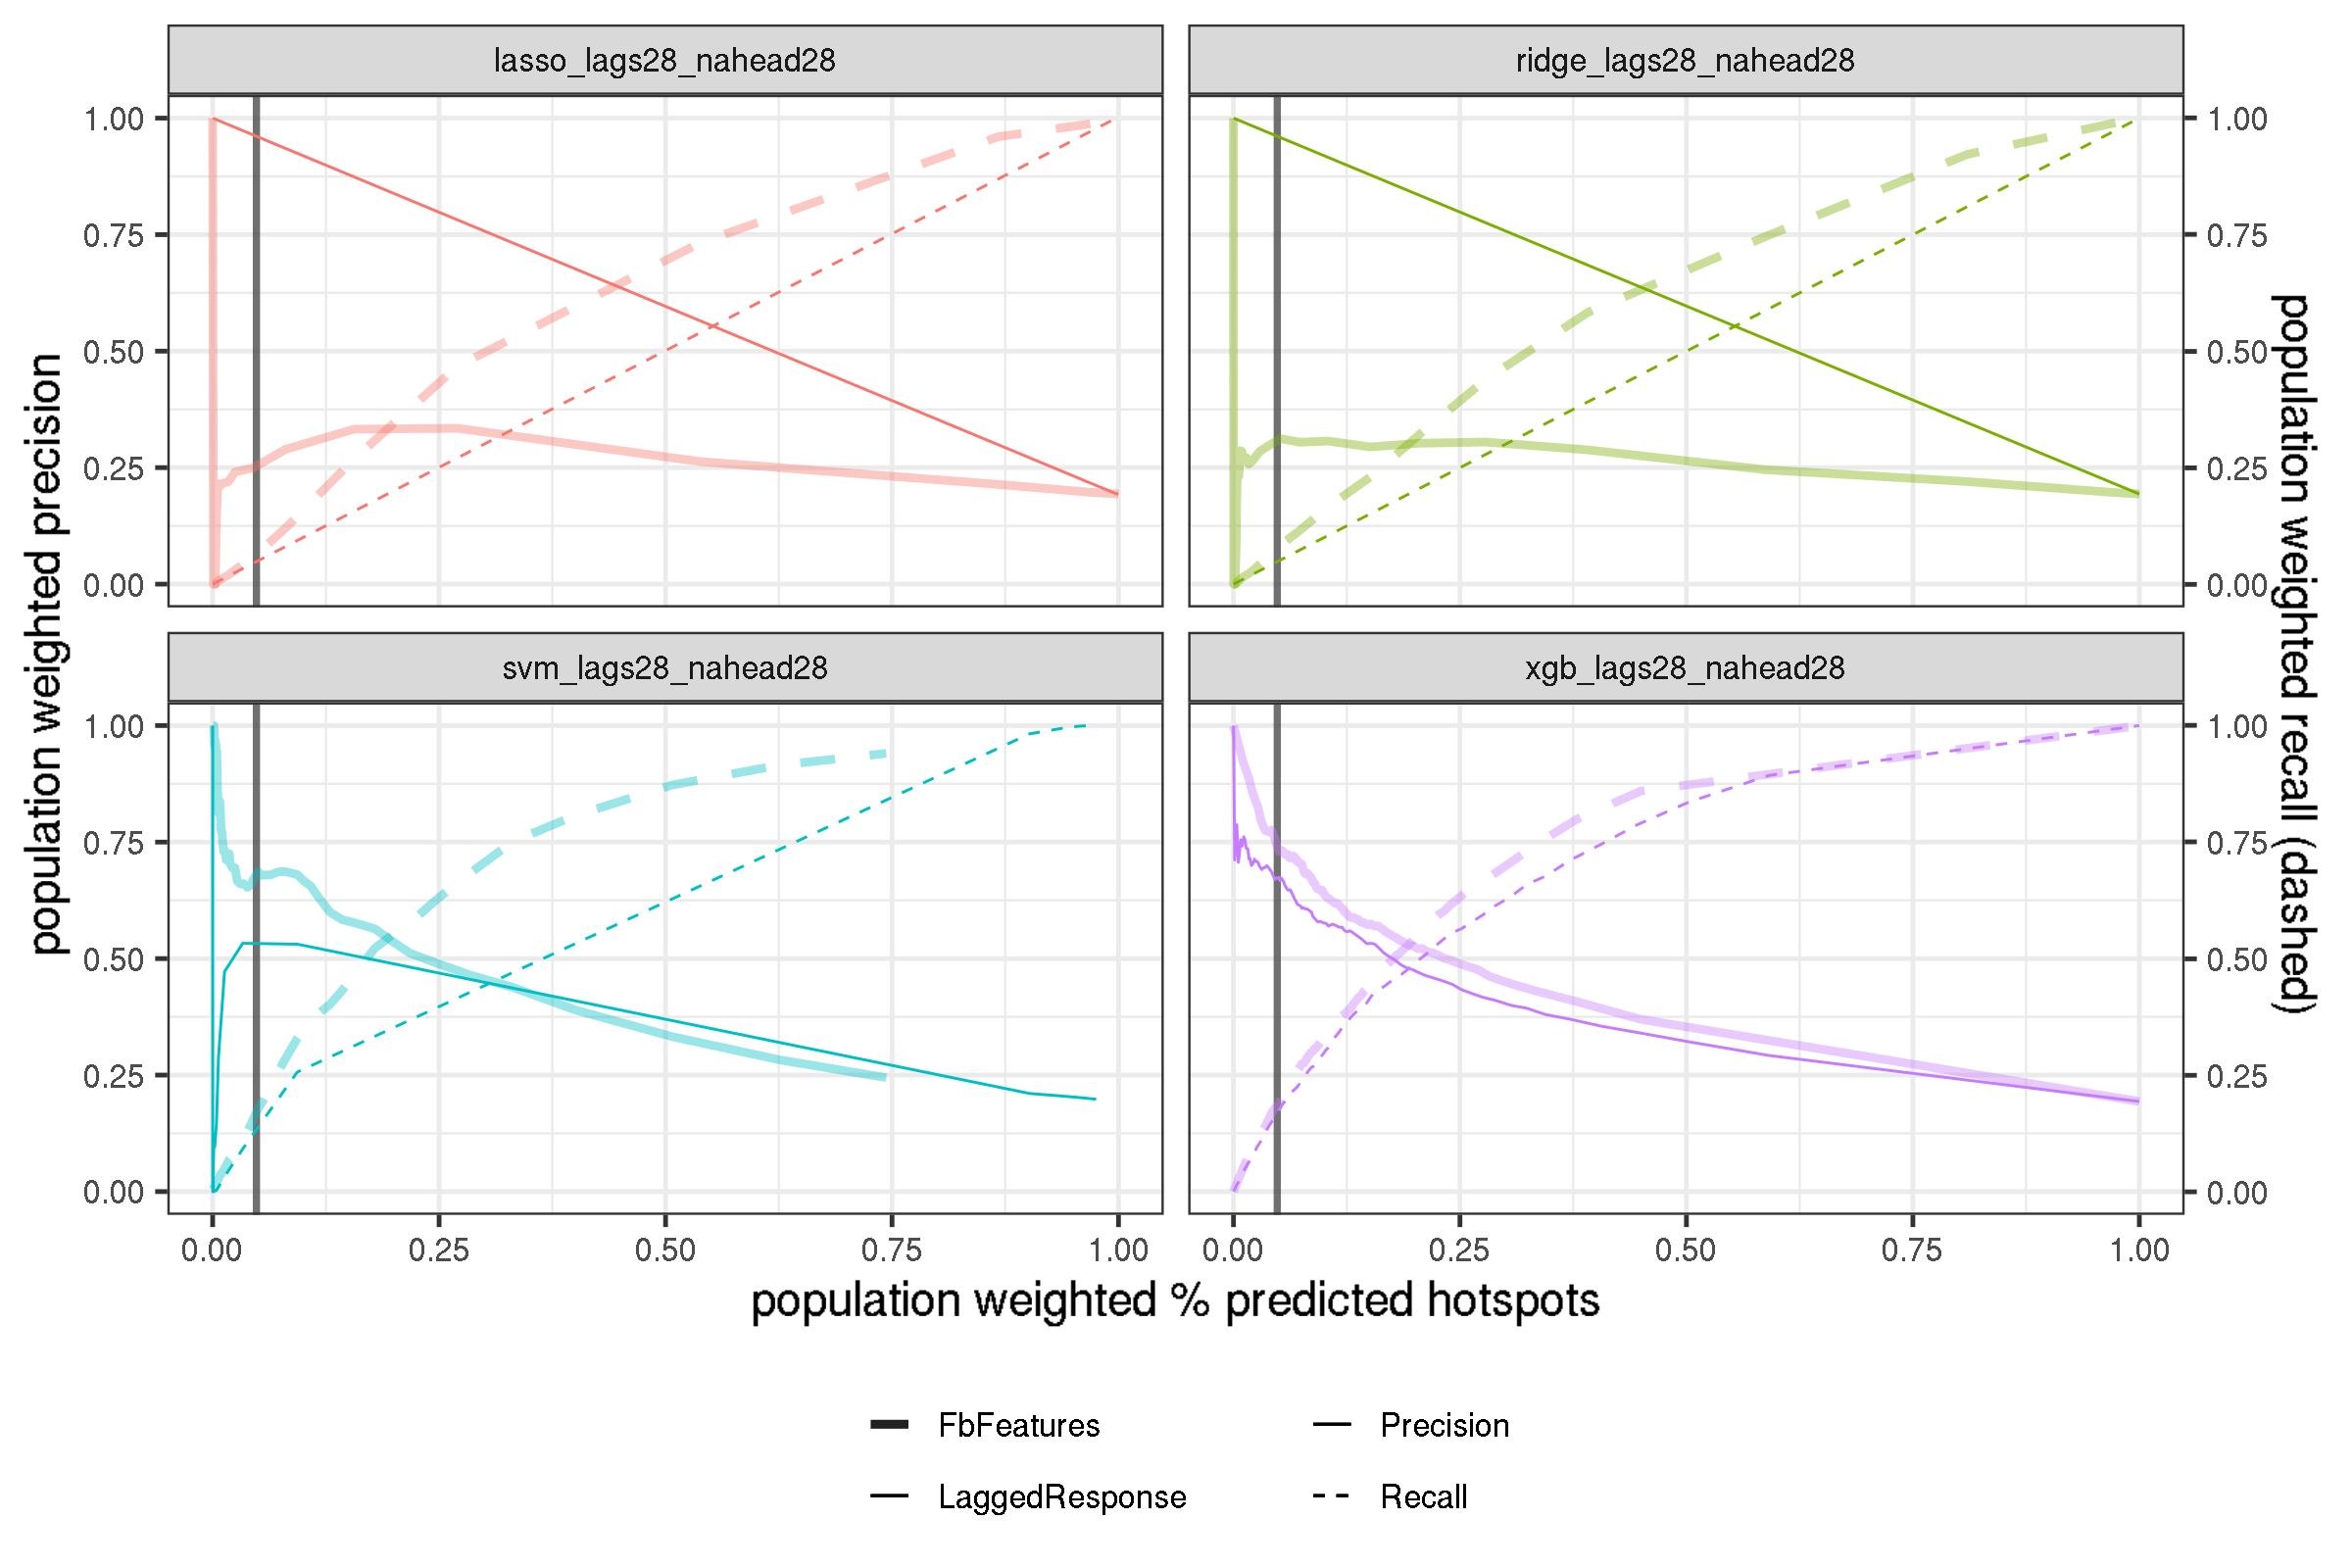 lasso_lags28_nahead28
ridge_lags28_nahead28
1.00
0.75
0.50
0.25
0.00
1.00
0.75
0.50
0.25
0.00
svm_lags28_nahead28
xgb_lags28_nahead28
1.00
0.75
0.50
0.25
0.00
1.00
0.75
0.50
0.25
0.00
0.00 0.25 0.50 0.75 1.00
0.00 0.25 0.50 0.75 1.00
population weighted precision
population weighted recall (dashed)
population weighted % predicted hotspots
FbFeatures
LaggedResponse
Precision
Recall